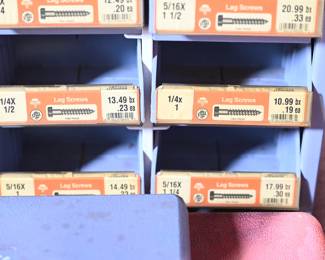 12.49 bx
.20 ea
4
5/16X
1 1/2
20.99 bx
.33 ea
1/4X
1/2
Lag Screws
13.49 bx
.23 ea
1/4x
1
Lag Screws
10.99 bx
.19 ea
5/16X
1
Lag Screws
14.49 bx
5/16X
1 1/4
Lag Screws
17.99 bx
.30 ea